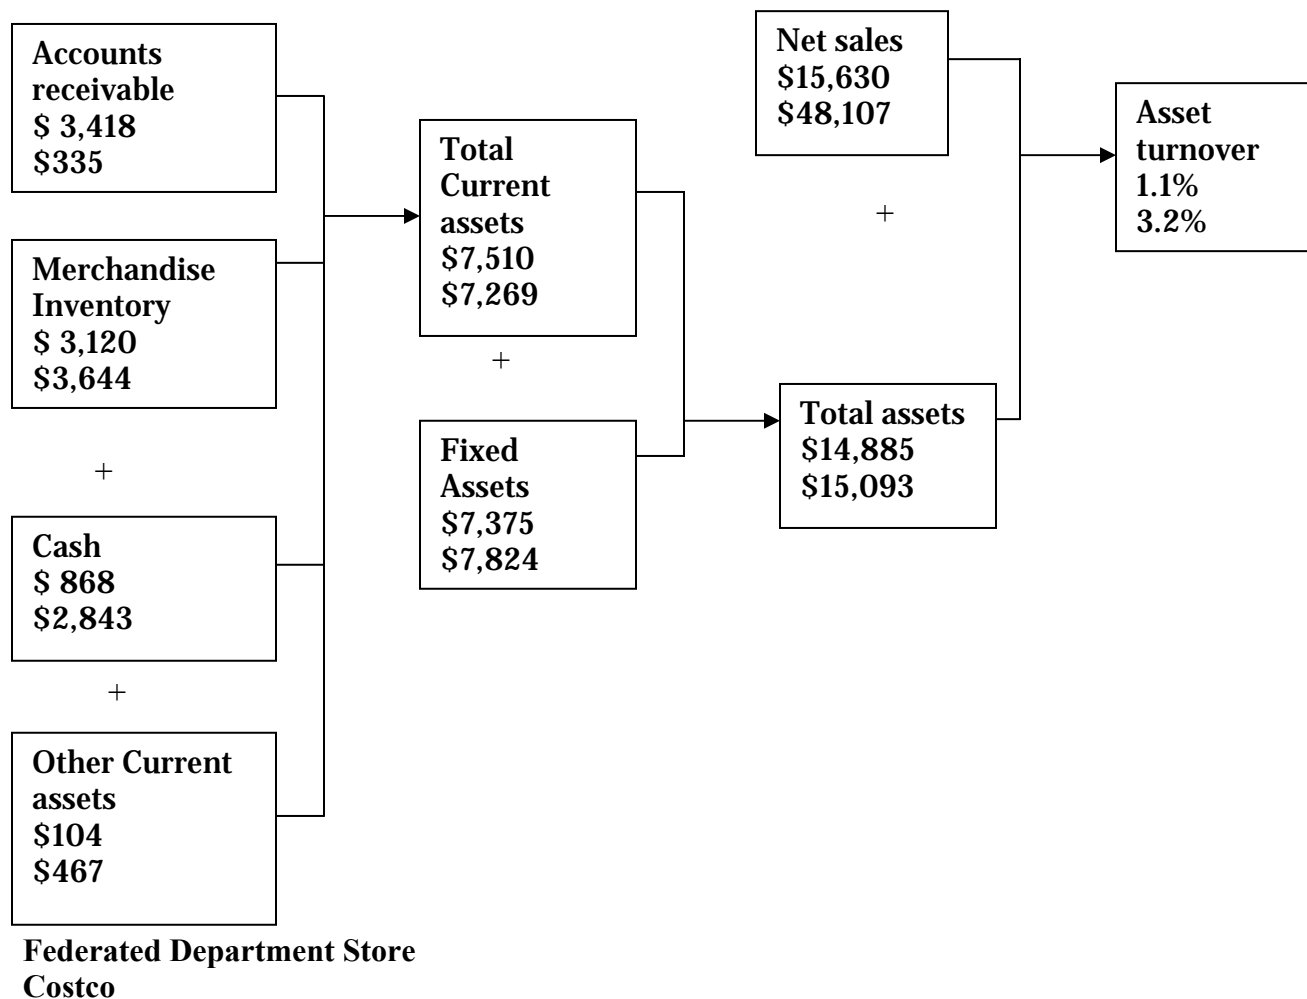 Accounts
receivable
$ 3,418
$335
Merchandise
Inventory
$ 3,120
$3,644
+
Cash
$ 868
$2,843
+
Other Current
assets
$104
$467
Total
Current
assets
$7,510
$7,269
+
Fixed
Assets
$7,375
$7,824
Net sales
$15,630
$48,107
+
Total assets
$14,885
$15,093
Asset
turnover
1.1%
3.2%
Federated Department Store
Costco